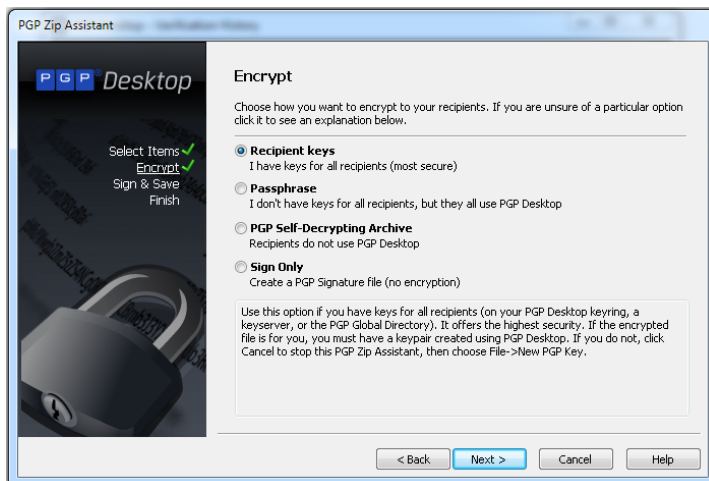 PGP Zip Assistant
PGP Desktop
Select Items
Encrypt
Sign & Save
Finish
Encrypt
Choose how you want to encrypt to your recipients. If you are unsure of a particular option
click it to see an explanation below.
Recipient keys
I have keys for all recipients (most secure)
Passphrase
I don't have keys for all recipients, but they all use PGP Desktop
PGP Self-Decrypting Archive
Recipients do not use PGP Desktop
Sign Only
Create a PGP Signature file (no encryption)
Use this option if you have keys for all recipients (on your PGP Desktop keyring, a
keyserver, or the PGP Global Directory). It offers the highest security. If the encrypted
file is for you, you must have a keypair created using PGP Desktop. If you do not, click
Cancel to stop this PGP Zip Assistant, then choose File->New PGP Key.
< Back
Next >
Cancel
Help